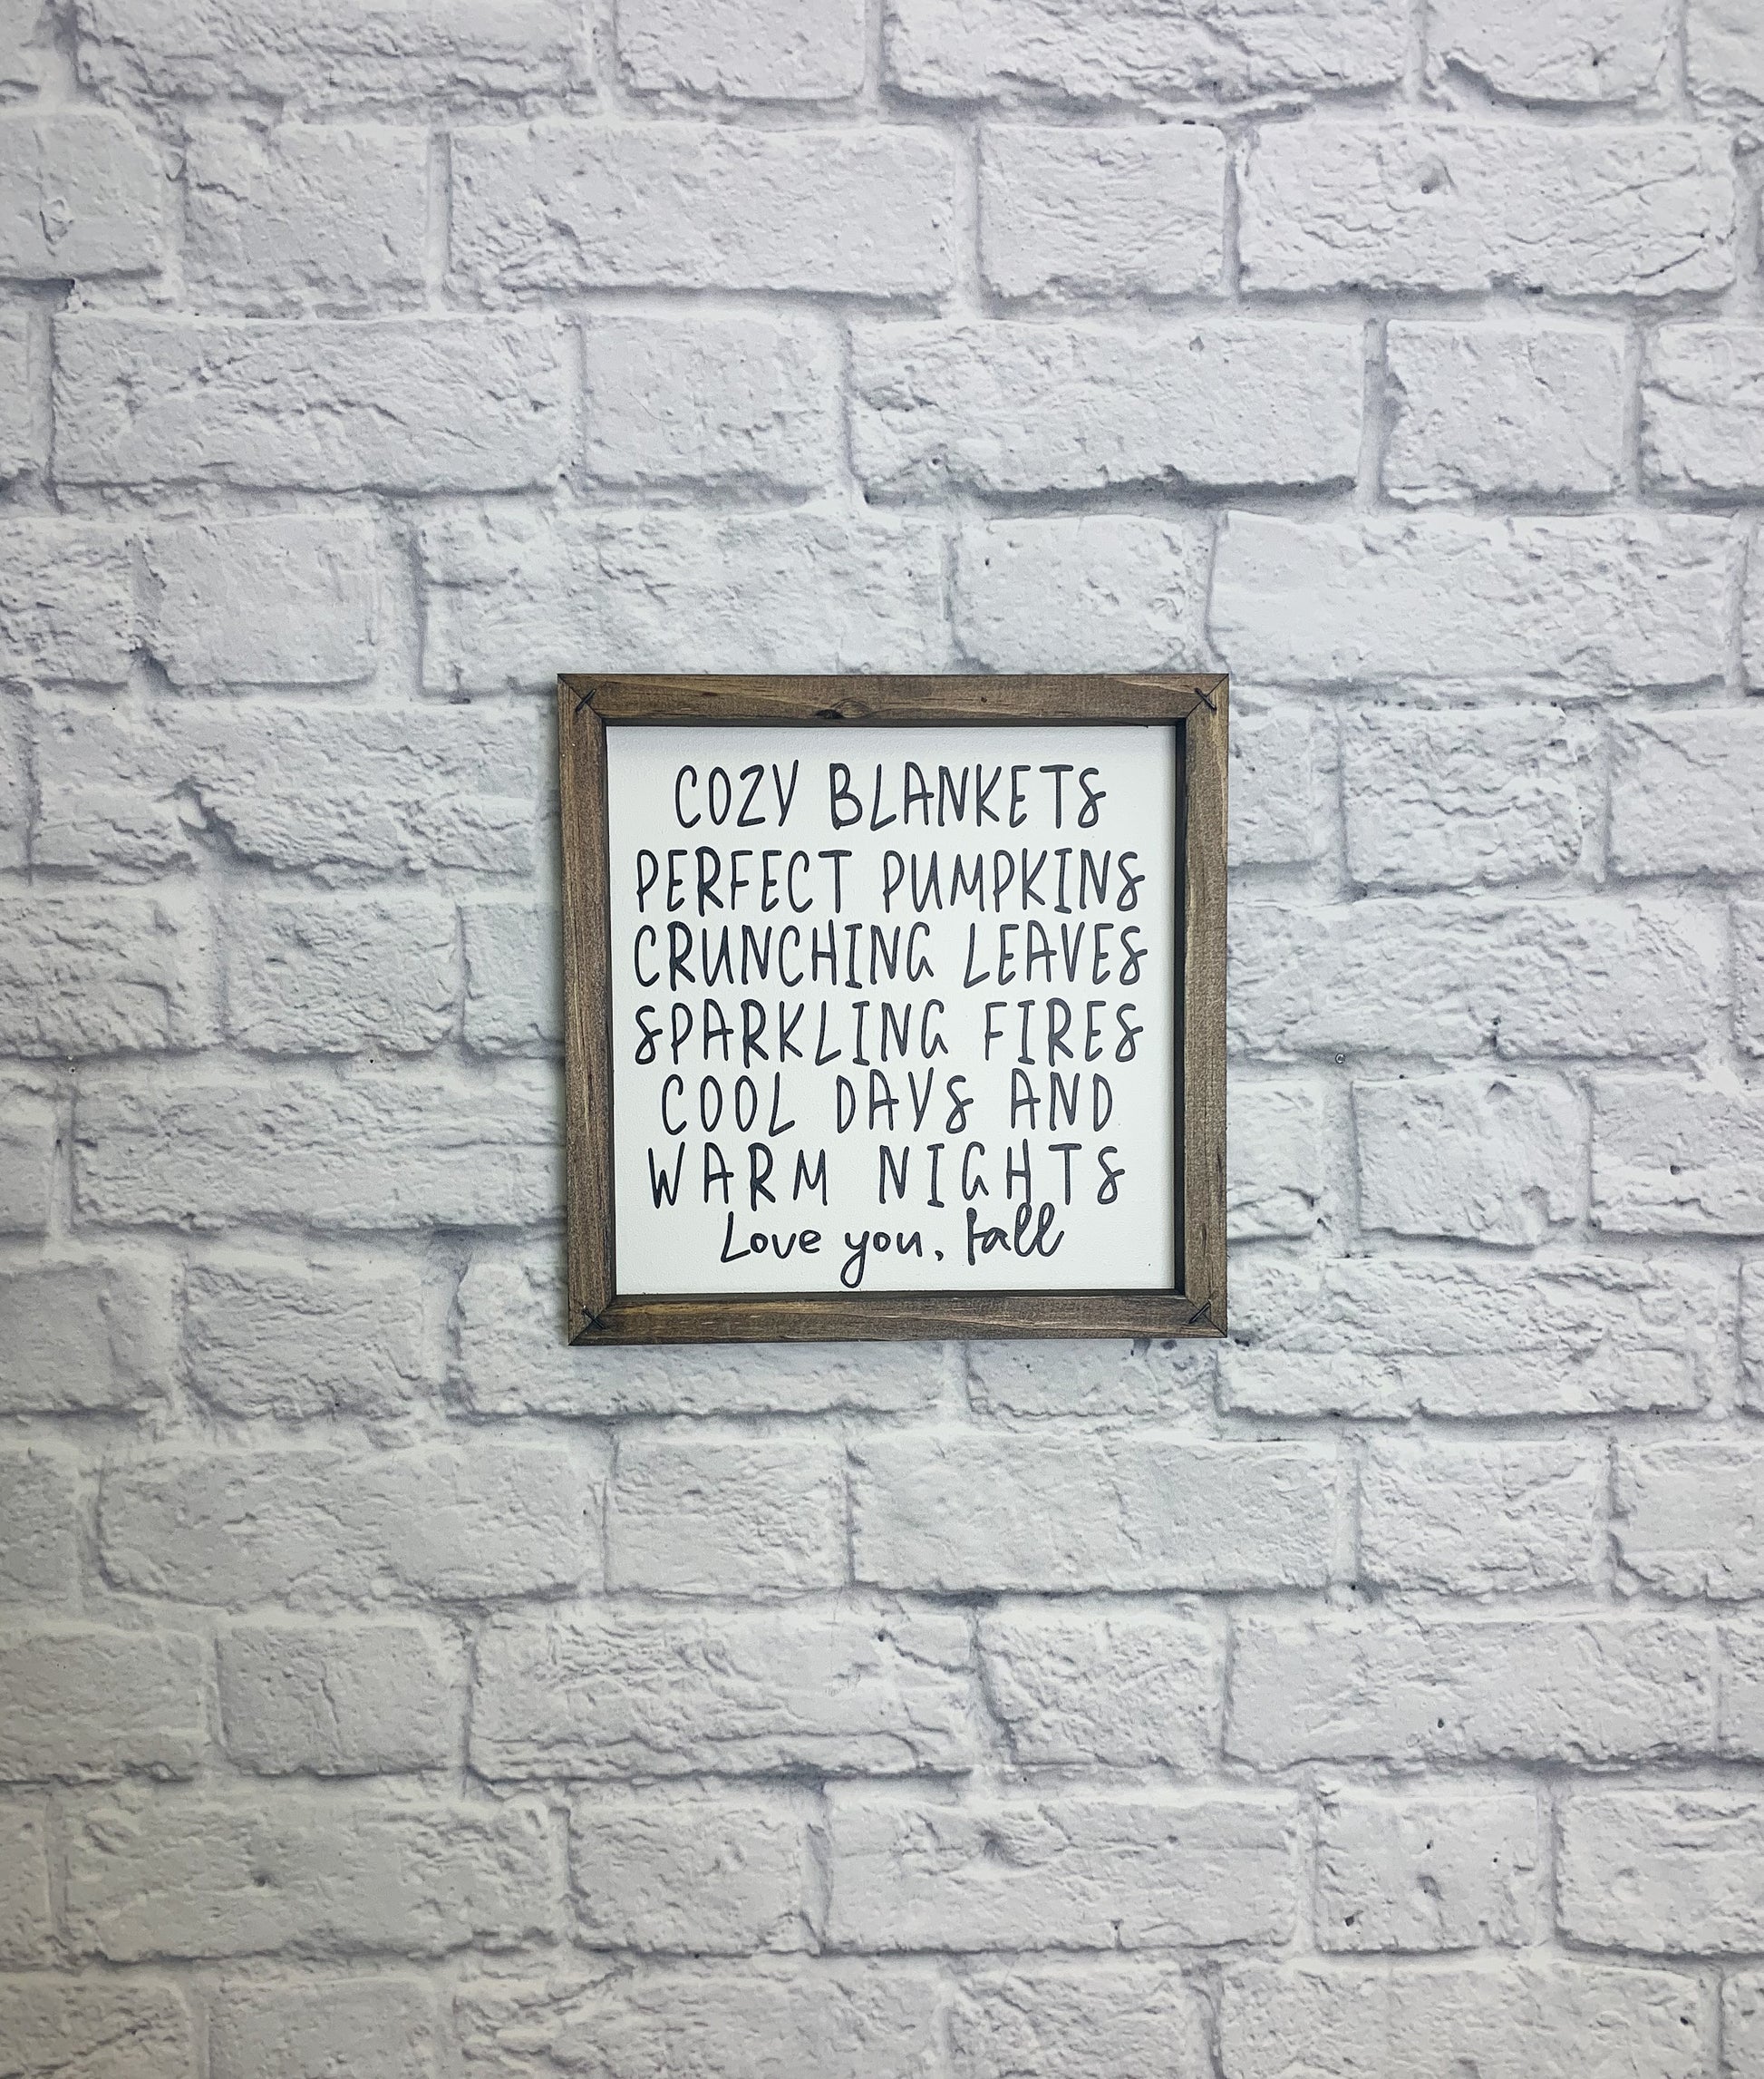 COZY BLANKETS
PERFECT PUMPKINS
CRUNCHING LEAVES
SPARKLING FIRES
COOL DAYS AND
WARM NIGHTS
Love you, fall